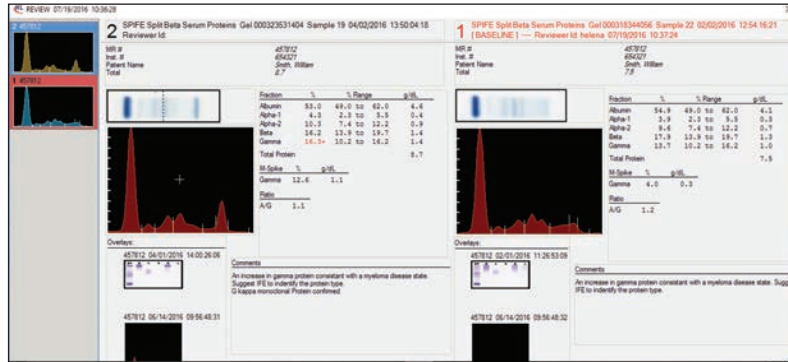 REVIEW 07/19/2016 10:36:28
2 457812
1 457812
2 SPIFE Split Beta Serum Proteins Gel 000323531404 Sample 19 04/02/2016 13:50:04:18
Reviewer Id:
MR # 457812
Inst. # 654321
Patient Name Smith, William
Total 8.7
Fraction % % Range g/dL
Albumin 53.0 49.0 to 62.0 4.6
Alpha-1 4.3 2.3 to 5.5 0.4
Alpha-2 10.3 7.4 to 12.2 0.9
Beta 16.2 13.9 to 19.7 1.4
Gamma 16.3+ 10.2 to 16.2 1.4
Total Protein 8.7
M-Spike % g/dL
Gamma 12.6 1.1
Ratio
A/G 1.1
Overlays:
457812 04/01/2016 14:00:26:06
457812 06/14/2016 09:56:48:31
Comments
An increase in gamma protein consistant with a myeloma disease state.
Suggest IFE to indentify the protein type.
G kappa monoclonal Protein confirmed.
1 SPIFE Split Beta Serum Proteins Gel 000318344056 Sample 22 02/02/2016 12:54:16:21
[ BASELINE ] ---- Reviewer Id: helena 07/19/2016 10:37:24
MR # 457812
Inst. # 654321
Patient Name Smith, William
Total
Fraction % % Range g/dL
Albumin 54.9 49.0 to 62.0 4.1
Alpha-1 3.9 2.3 to 5.5 0.3
Alpha-2 9.6 7.4 to 12.2 0.7
Beta 17.9 13.9 to 19.7 1.3
Gamma 13.7 10.2 to 16.2 1.0
Total Protein 7.5
M-Spike % g/dL
Gamma 4.0 0.3
Ratio
A/G 1.2
Overlays:
457812 02/01/2016 11:26:53:09
457812 06/14/2016 09:56:48:32
Comments
An increase in gamma protein consistant with a myeloma disease state. Suggest
IFE to indentify the protein type.